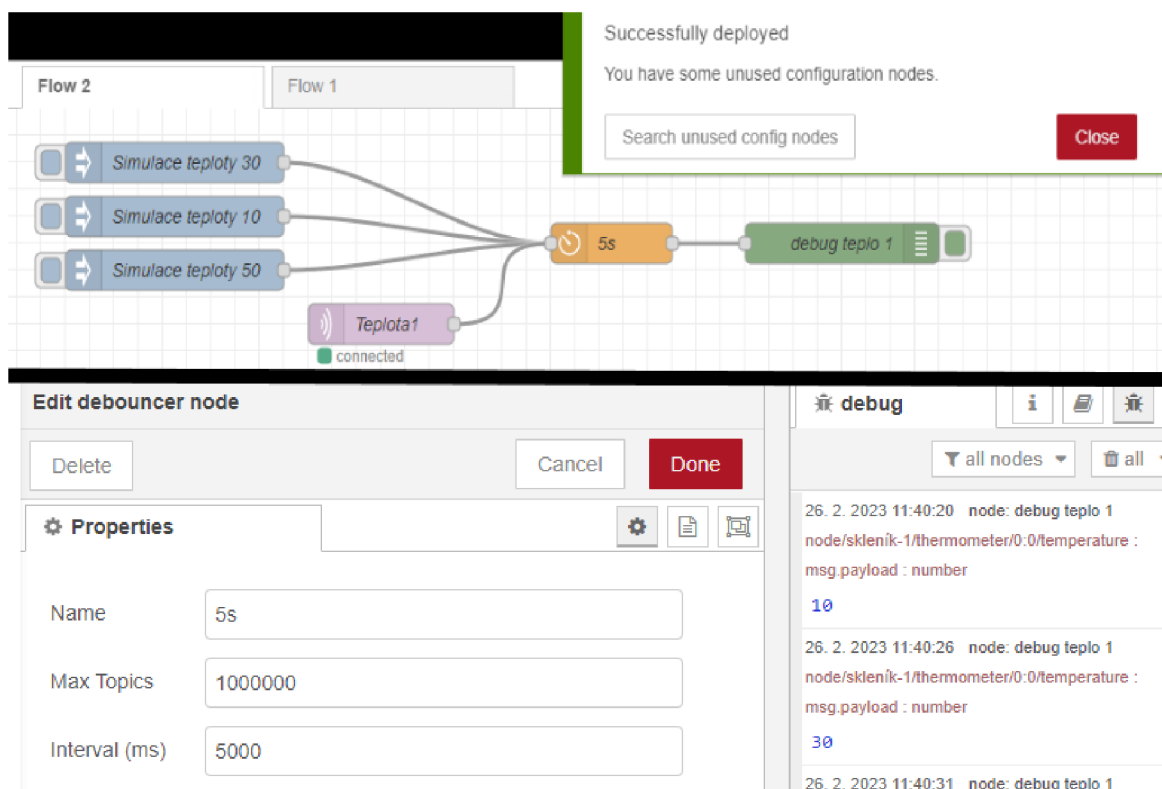 Successfully deployed
You have some unused configuration nodes.
Search unused config nodes
Close
Flow 2
Flow 1
Simulace teploty 30
Simulace teploty 10
Simulace teploty 50
5s
debug teplo 1
Teplota1
connected
Edit debouncer node
Delete
Cancel
Done
Properties
Name
5s
Max Topics
1000000
Interval (ms)
5000
debug
i
all nodes
all
26. 2. 2023 11:40:20 node: debug teplo 1
node/skleník-1/thermometer/0:0/temperature :
msg.payload : number
10
26. 2. 2023 11:40:26 node: debug teplo 1
node/skleník-1/thermometer/0:0/temperature :
msg.payload : number
30
26. 2. 2023 11:40:31 node: debug teplo 1